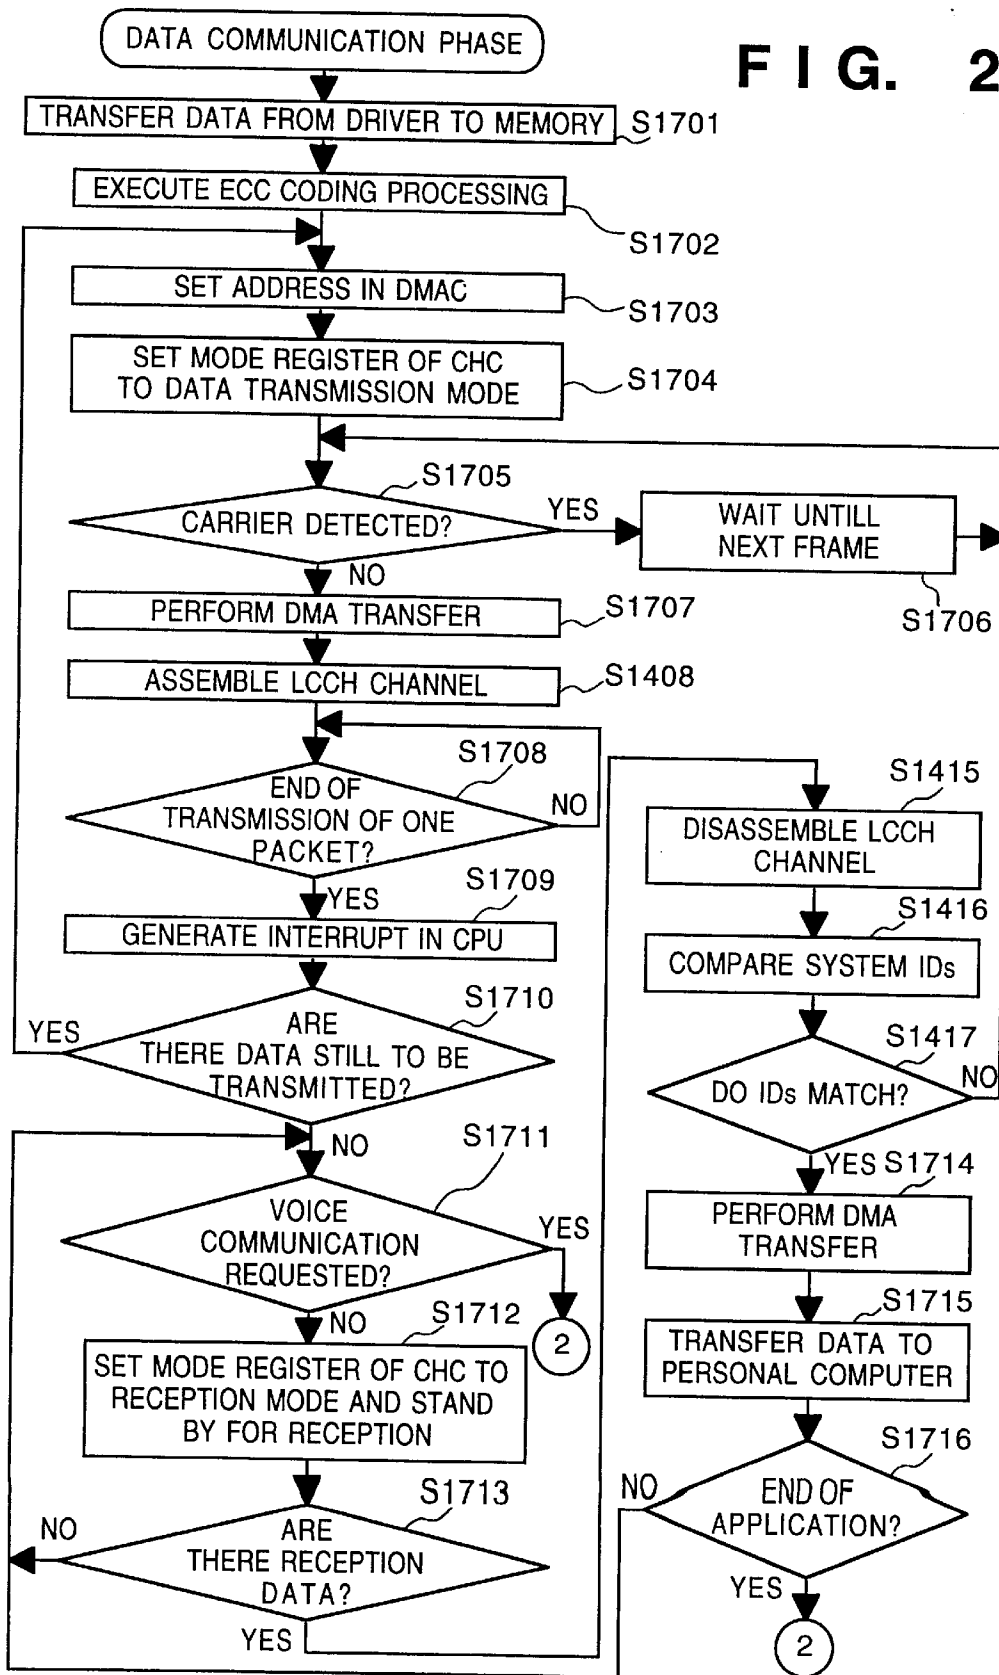 DATA COMMUNICATION PHASE
FIG. 2
TRANSFER DATA FROM DRIVER TO MEMORY
S1701
EXECUTE ECC CODING PROCESSING
S1702
SET ADDRESS IN DMAC
S1703
SET MODE REGISTER OF CHC
TO DATA TRANSMISSION MODE
S1704
S1705
CARRIER DETECTED?
YES
WAIT UNTILL
NEXT FRAME
S1706
NO
PERFORM DMA TRANSFER
S1707
ASSEMBLE LCCH CHANNEL
S1408
S1708
END OF
TRANSMISSION OF ONE
PACKET?
NO
YES
S1709
GENERATE INTERRUPT IN CPU
S1710
ARE
THERE DATA STILL TO BE
TRANSMITTED?
YES
NO
S1711
VOICE
COMMUNICATION
REQUESTED?
YES
2
NO
S1712
SET MODE REGISTER OF CHC TO
RECEPTION MODE AND STAND
BY FOR RECEPTION
S1713
ARE
THERE RECEPTION
DATA?
NO
YES
S1415
DISASSEMBLE LCCH
CHANNEL
S1416
COMPARE SYSTEM IDs
S1417
DO IDs MATCH?
NO
YES
S1714
PERFORM DMA
TRANSFER
S1715
TRANSFER DATA TO
PERSONAL COMPUTER
S1716
END OF
APPLICATION?
NO
YES
2